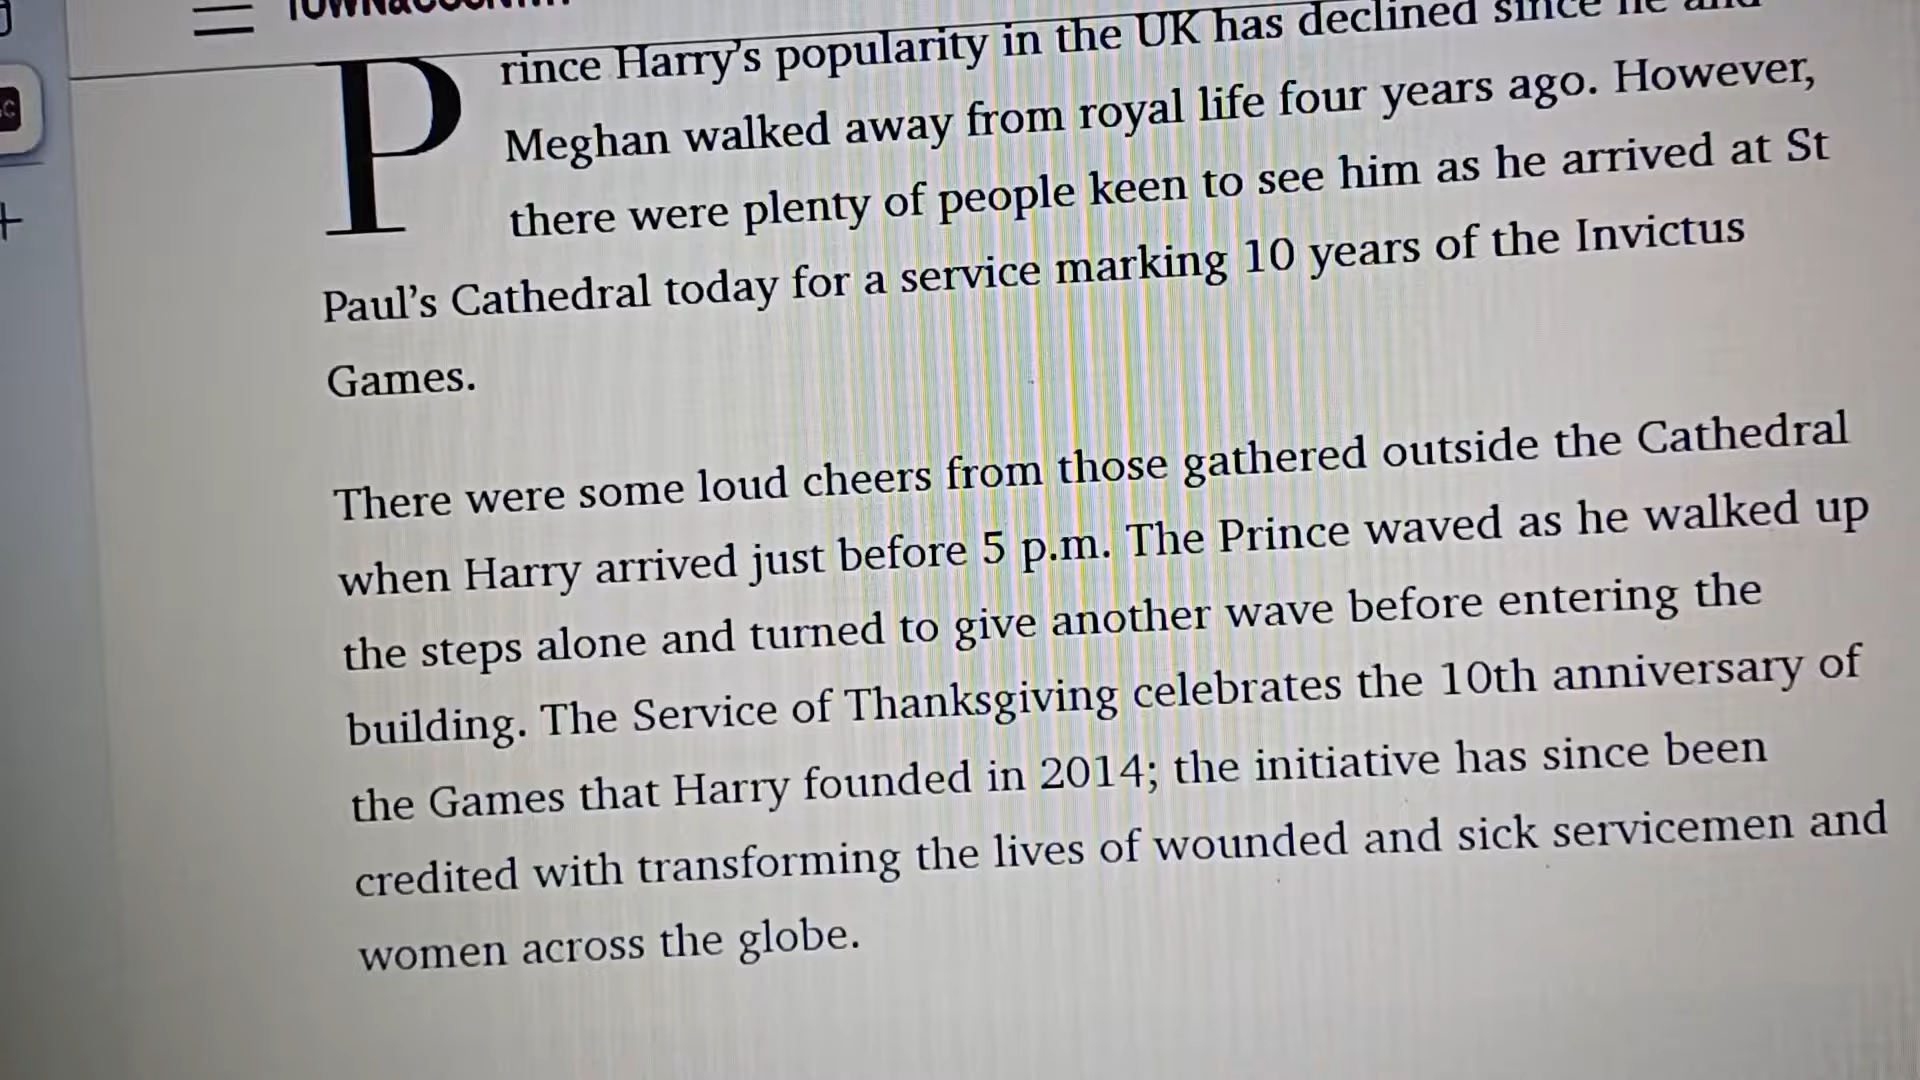 Prince Harry's popularity in the UK has declined since he and
Meghan walked away from royal life four years ago. However,
there were plenty of people keen to see him as he arrived at St
Paul's Cathedral today for a service marking 10 years of the Invictus
Games.
There were some loud cheers from those gathered outside the Cathedral
when Harry arrived just before 5 p.m. The Prince waved as he walked up
the steps alone and turned to give another wave before entering the
building. The Service of Thanksgiving celebrates the 10th anniversary of
the Games that Harry founded in 2014; the initiative has since been
credited with transforming the lives of wounded and sick servicemen and
women across the globe.